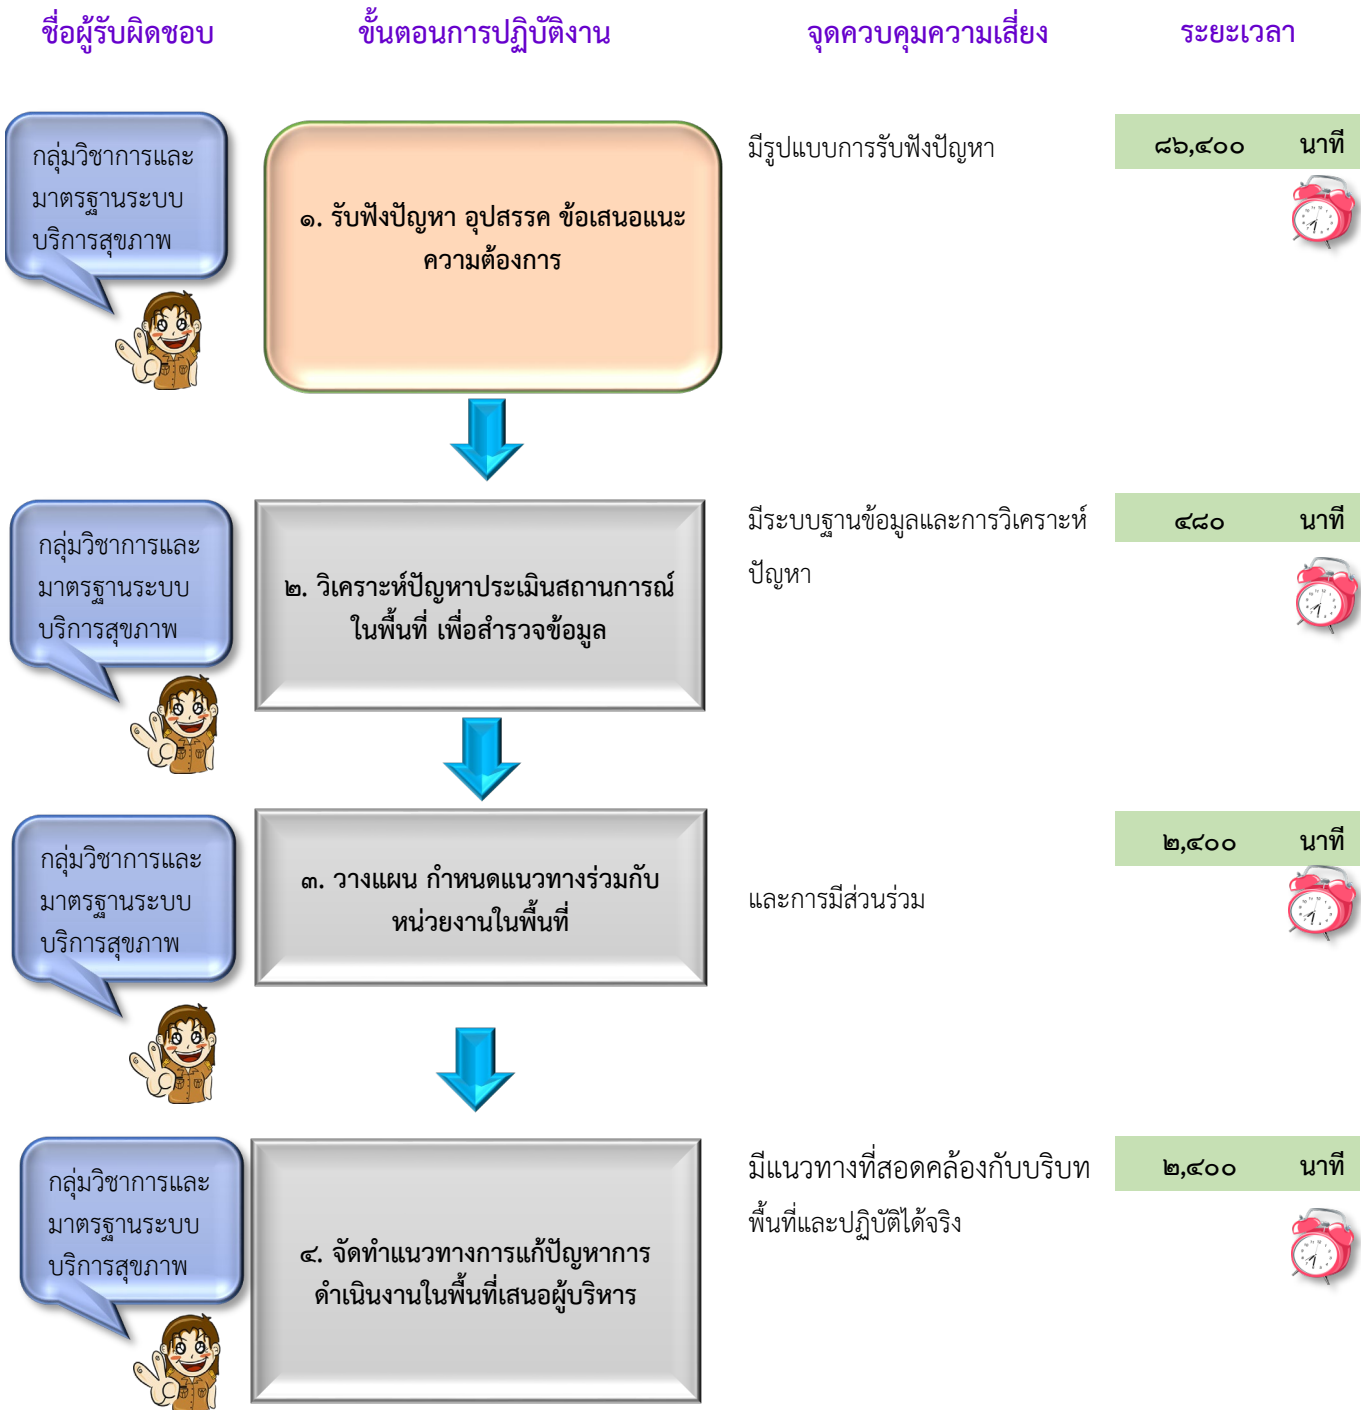 ชื่อผู้รับผิดชอบ ขั้นตอนการปฏิบัติงาน จุดควบคุมความเสี่ยง ระยะเวลา
กลุ่มวิชาการและ
มาตรฐานระบบ
บริการสุขภาพ
๑. รับฟังปัญหา อุปสรรค ข้อเสนอแนะ
ความต้องการ
มีรูปแบบการรับฟังปัญหา
๘๖,๔๐๐ นาที
กลุ่มวิชาการและ
มาตรฐานระบบ
บริการสุขภาพ
๒. วิเคราะห์ปัญหาประเมินสถานการณ์
ในพื้นที่ เพื่อสำรวจข้อมูล
มีระบบฐานข้อมูลและการวิเคราะห์
ปัญหา
๔๘๐ นาที
กลุ่มวิชาการและ
มาตรฐานระบบ
บริการสุขภาพ
๓. วางแผน กำหนดแนวทางร่วมกับ
หน่วยงานในพื้นที่
และการมีส่วนร่วม
๒,๔๐๐ นาที
กลุ่มวิชาการและ
มาตรฐานระบบ
บริการสุขภาพ
๔. จัดทำแนวทางการแก้ปัญหาการ
ดำเนินงานในพื้นที่เสนอผู้บริหาร
มีแนวทางที่สอดคล้องกับบริบท
พื้นที่และปฏิบัติได้จริง
๒,๔๐๐ นาที